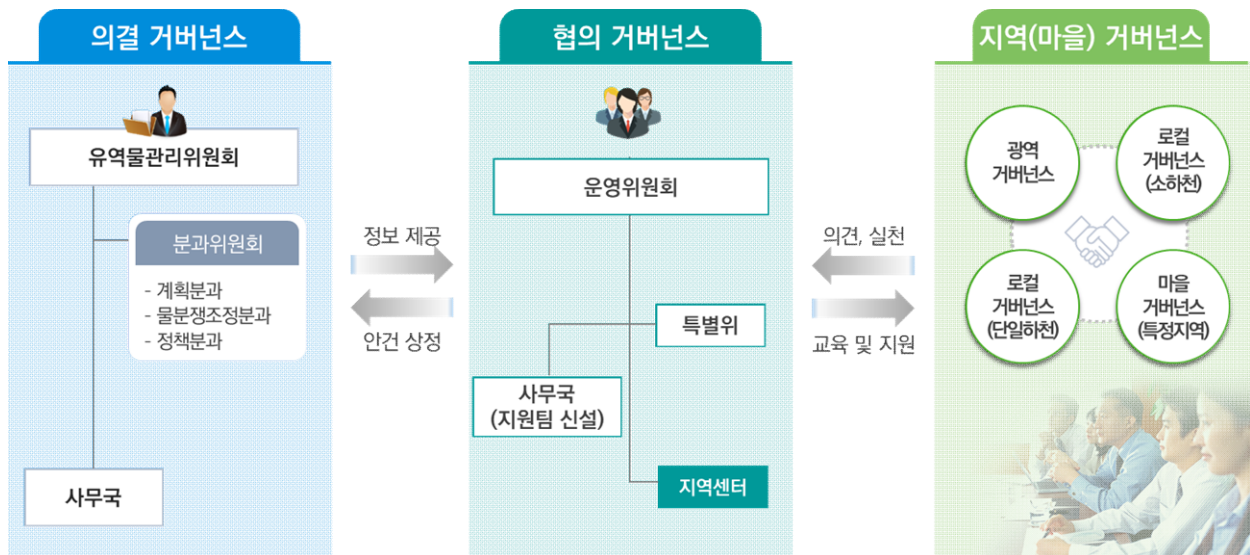 의결 거버넌스
유역물관리위원회
분과위원회
- 계획분과
- 물분쟁조정분과
- 정책분과
사무국
정보 제공
안건 상정
협의 거버넌스
운영위원회
특별위
사무국
(지원팀 신설)
지역센터
의견, 실천
교육 및 지원
지역(마을) 거버넌스
광역
거버넌스
로컬
거버넌스
(소하천)
로컬
거버넌스
(단일하천)
마을
거버넌스
(특정지역)